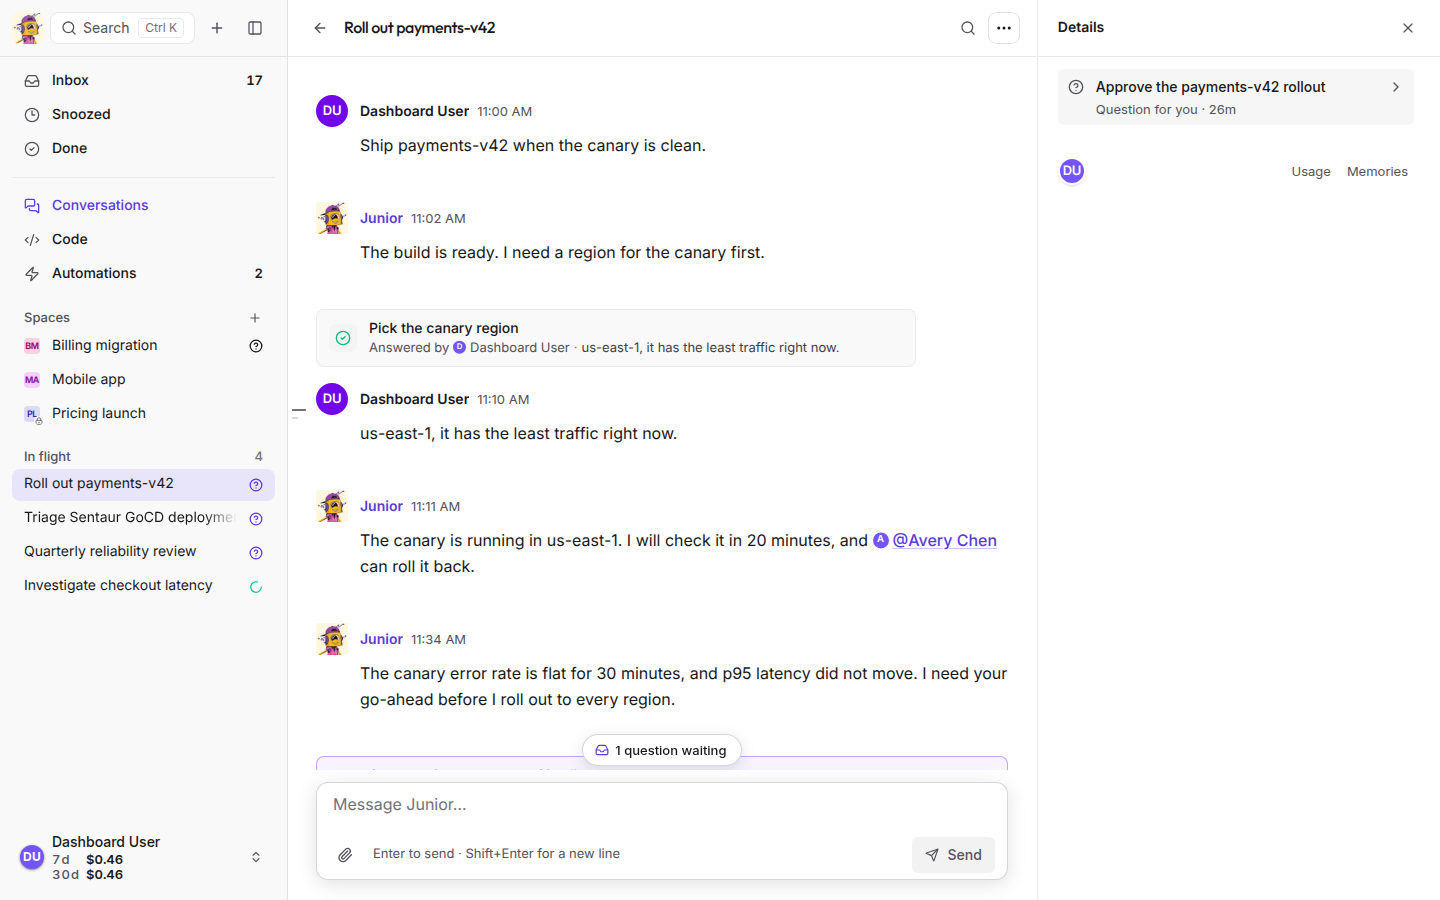 Search Ctrl K
Inbox 17
Snoozed
Done
Conversations
Code
Automations 2
Spaces
BM Billing migration
MA Mobile app
PL Pricing launch
In flight 4
Roll out payments-v42
Triage Sentaur GoCD deployme
Quarterly reliability review
Investigate checkout latency
DU Dashboard User
7d $0.46
30d $0.46
Roll out payments-v42
DU Dashboard User 11:00 AM
Ship payments-v42 when the canary is clean.
Junior 11:02 AM
The build is ready. I need a region for the canary first.
Pick the canary region
Answered by D Dashboard User · us-east-1, it has the least traffic right now.
DU Dashboard User 11:10 AM
us-east-1, it has the least traffic right now.
Junior 11:11 AM
The canary is running in us-east-1. I will check it in 20 minutes, and A @Avery Chen
can roll it back.
Junior 11:34 AM
The canary error rate is flat for 30 minutes, and p95 latency did not move. I need your
go-ahead before I roll out to every region.
1 question waiting
Message Junior...
Enter to send · Shift+Enter for a new line
Send
Details
Approve the payments-v42 rollout
Question for you · 26m
DU Usage Memories